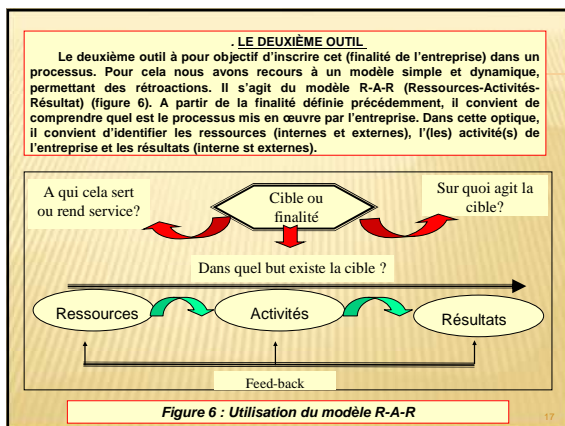 . LE DEUXIÈME OUTIL
Le deuxième outil à pour objectif d'inscrire cet (finalité de l'entreprise) dans un
processus. Pour cela nous avons recours à un modèle simple et dynamique,
permettant des rétroactions. Il s'agit du modèle R-A-R (Ressources-Activités-
Résultat) (figure 6). A partir de la finalité définie précédemment, il convient de
comprendre quel est le processus mis en œuvre par l'entreprise. Dans cette optique,
il convient d'identifier les ressources (internes et externes), l'(les) activité(s) de
l'entreprise et les résultats (interne st externes).
A qui cela sert
ou rend service?
Cible ou
finalité
Sur quoi agit la
cible?
Dans quel but existe la cible ?
Ressources
Activités
Résultats
Feed-back
Figure 6 : Utilisation du modèle R-A-R
17